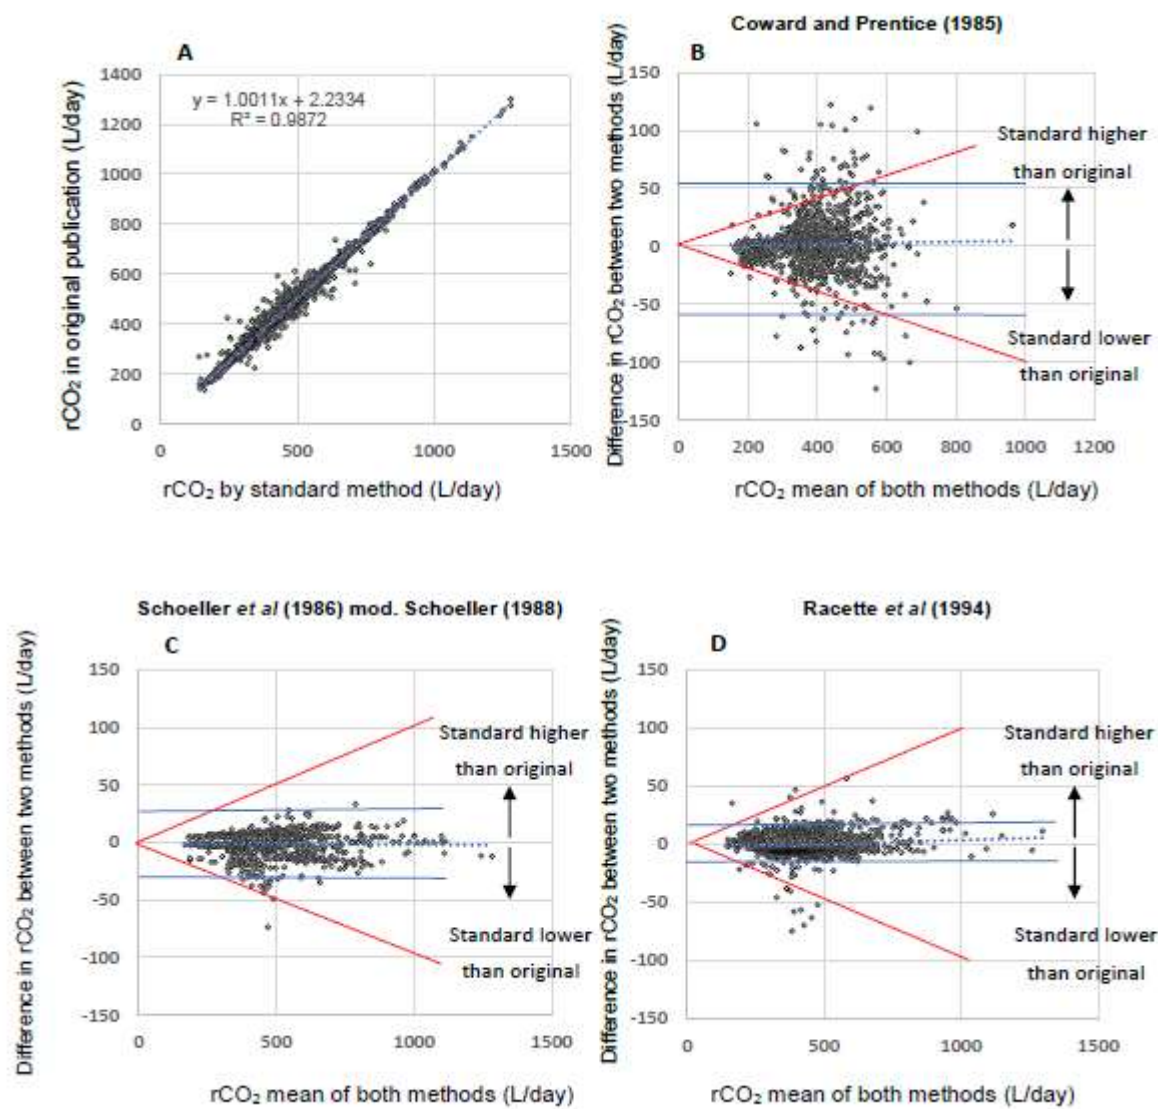 A
y = 1.0011x + 2.2334
R² = 0.9872
rCO₂ in original publication (L/day)
1400
1200
1000
800
600
400
200
0
500
1000
1500
rCO₂ by standard method (L/day)
Coward and Prentice (1985)
B
Difference in rCO₂ between two methods (L/day)
150
100
50
0
-50
-100
-150
Standard higher
than original
Standard lower
than original
0
200
400
600
800
1000
1200
rCO₂ mean of both methods (L/day)
Schoeller et al (1986) mod. Schoeller (1988)
C
Difference in rCO₂ between two methods (L/day)
150
100
50
0
-50
-100
-150
Standard higher
than original
Standard lower
than original
0
500
1000
1500
rCO₂ mean of both methods (L/day)
Racette et al (1994)
D
Difference in rCO₂ between two methods (L/day)
150
100
50
0
-50
-100
-150
Standard higher
than original
Standard lower
than original
0
500
1000
1500
rCO₂ mean of both methods (L/day)